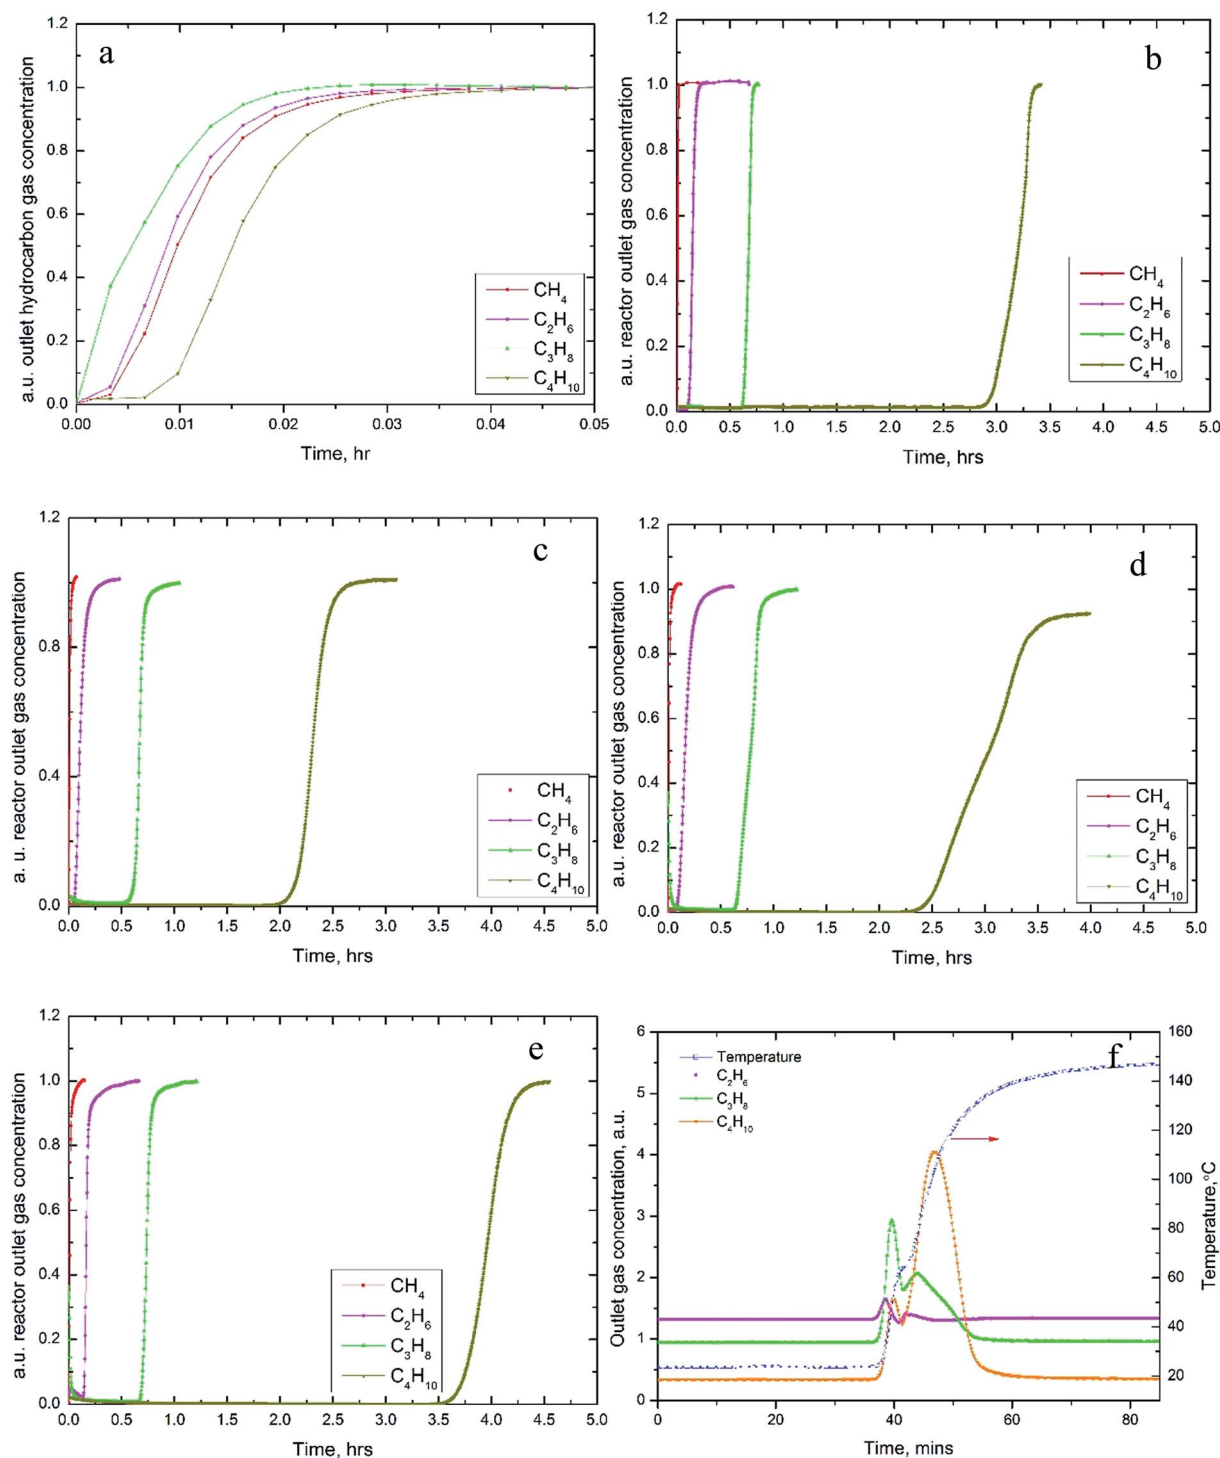 a
1.2
1.0
0.8
0.6
0.4
0.2
0.0
0.00 0.01 0.02 0.03 0.04 0.05
Time, hr
a.u. outlet hydrocarbon gas concentration
CH4
C2H6
C3H8
C4H10
b
1.2
1.0
0.8
0.6
0.4
0.2
0.0
0.0 0.5 1.0 1.5 2.0 2.5 3.0 3.5 4.0 4.5 5.0
Time, hrs
a.u. reactor outlet gas concentration
CH4
C2H6
C3H8
C4H10
c
1.2
0.8
0.4
0.0
0.0 0.5 1.0 1.5 2.0 2.5 3.0 3.5 4.0 4.5 5.0
Time, hrs
a. u. reactor outlet gas concentration
CH4
C2H6
C3H8
C4H10
d
1.2
1.0
0.8
0.6
0.4
0.2
0.0
0.0 0.5 1.0 1.5 2.0 2.5 3.0 3.5 4.0 4.5 5.0
Time, hrs
a.u. reactor outlet gas concentration
CH4
C2H6
C3H8
C4H10
e
1.2
1.0
0.8
0.6
0.4
0.2
0.0
0.0 0.5 1.0 1.5 2.0 2.5 3.0 3.5 4.0 4.5 5.0
Time, hrs
a.u. reactor outlet gas concentration
CH4
C2H6
C3H8
C4H10
f
6
5
4
3
2
1
0
0 20 40 60 80
Time, mins
Outlet gas concentration, a.u.
160
140
120
100
80
60
40
20
Temperature,°C
Temperature
C2H6
C3H8
C4H10